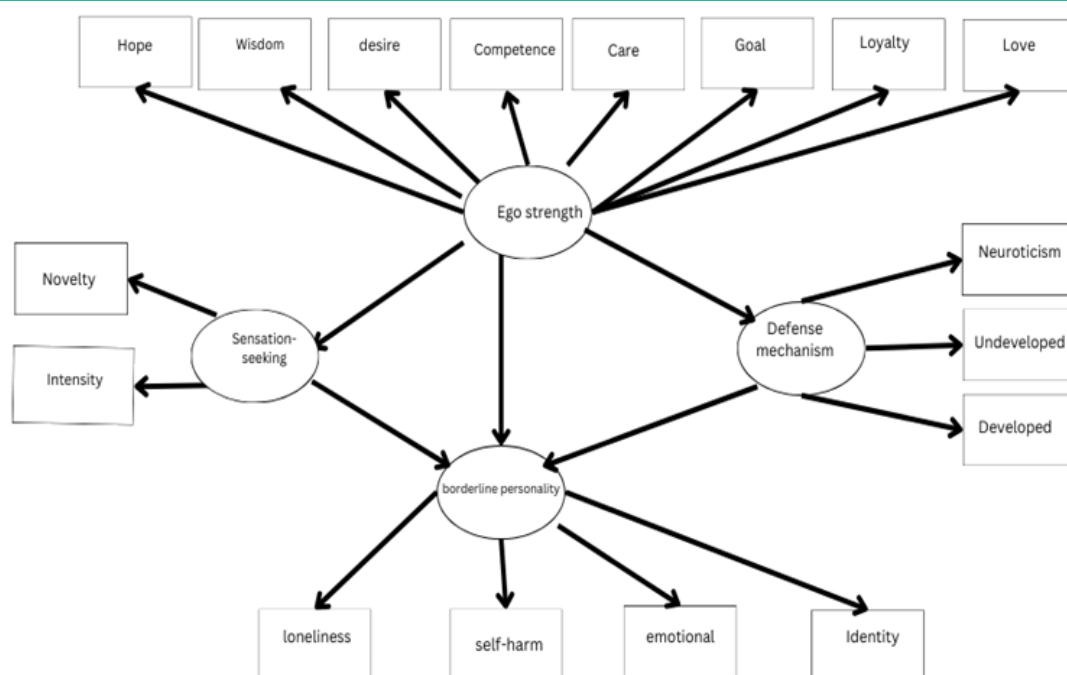 Hope
Wisdom
desire
Competence
Care
Goal
Loyalty
Love
Ego strength
Novelty
Intensity
Sensation-
seeking
Defense
mechanism
Neuroticism
Undeveloped
Developed
borderline personality
loneliness
self-harm
emotional
Identity